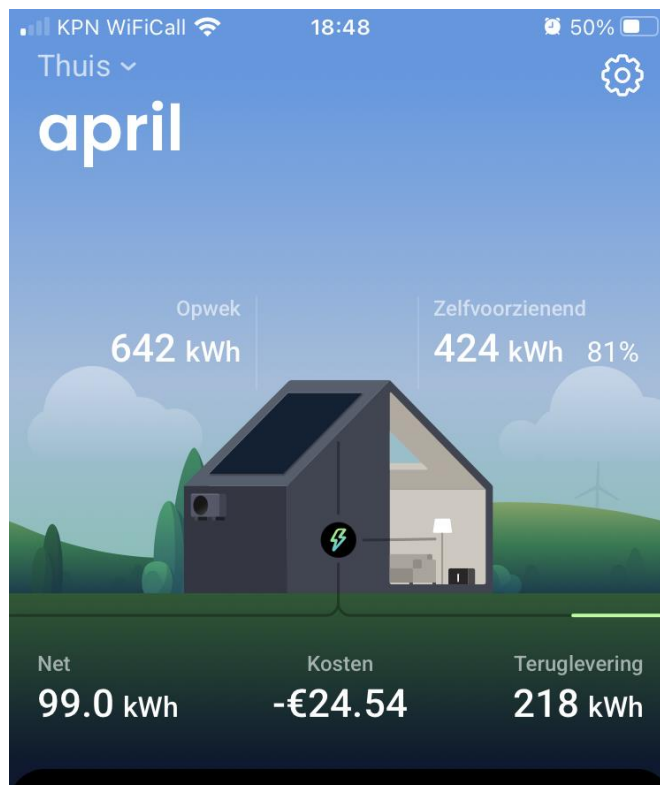 KPN WiFiCall 18:48 50%
Thuis
april
Opwek Zelfvoorzienend
642 kWh 424 kWh 81%
Net Kosten Teruglevering
99.0 kWh -€24.54 218 kWh